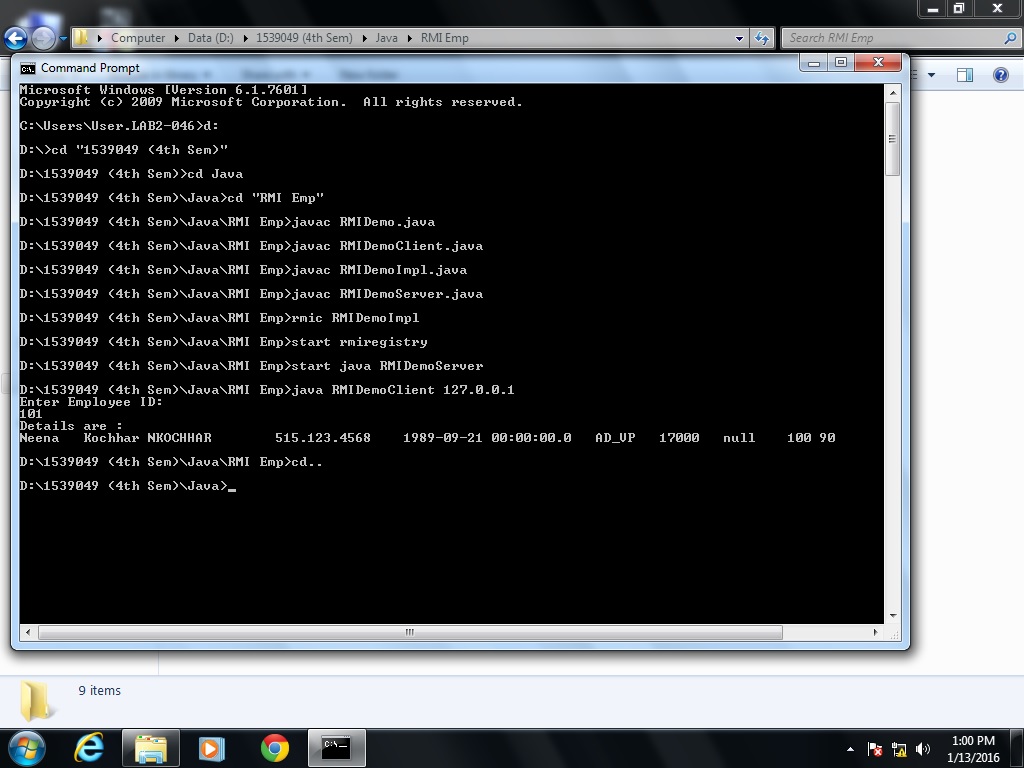 Computer Data (D:) 1539049 (4th Sem) Java RMI Emp
Search RMI Emp
Command Prompt
Microsoft Windows [Version 6.1.7601]
Copyright (c) 2009 Microsoft Corporation.  All rights reserved.
C:\Users\User.LAB2-046>d:
D:\>cd "1539049 (4th Sem)"
D:\1539049 (4th Sem)>cd Java
D:\1539049 (4th Sem)\Java>cd "RMI Emp"
D:\1539049 (4th Sem)\Java\RMI Emp>javac RMIDemo.java
D:\1539049 (4th Sem)\Java\RMI Emp>javac RMIDemoClient.java
D:\1539049 (4th Sem)\Java\RMI Emp>javac RMIDemoImpl.java
D:\1539049 (4th Sem)\Java\RMI Emp>javac RMIDemoServer.java
D:\1539049 (4th Sem)\Java\RMI Emp>rmic RMIDemoImpl
D:\1539049 (4th Sem)\Java\RMI Emp>start rmiregistry
D:\1539049 (4th Sem)\Java\RMI Emp>start java RMIDemoServer
D:\1539049 (4th Sem)\Java\RMI Emp>java RMIDemoClient 127.0.0.1
Enter Employee ID:
101
Details are :
Neena   Kochhar NKOCHHAR        515.123.4568    1989-09-21 00:00:00.0   AD_VP   17000   null    100 90
D:\1539049 (4th Sem)\Java\RMI Emp>cd..
D:\1539049 (4th Sem)\Java>_
9 items
1:00 PM
1/13/2016